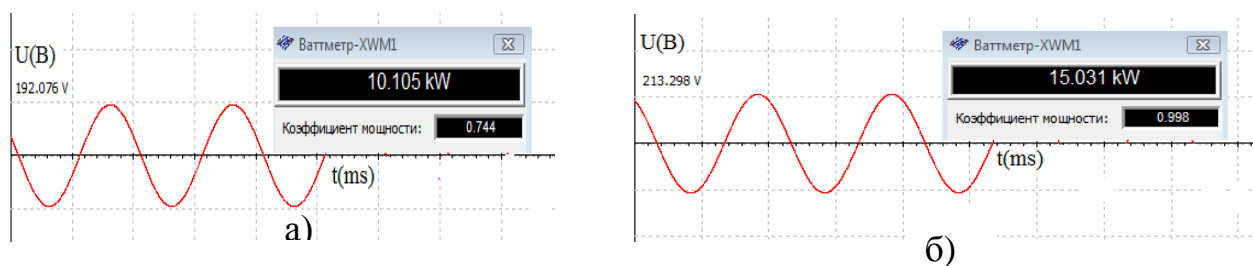 U(В)
192.076 V
Ваттметр-XWM1
10.105 kW
Коэффициент мощности: 0.744
t(ms)
а)
U(В)
213.298 V
Ваттметр-XWM1
15.031 kW
Коэффициент мощности: 0.998
t(ms)
б)